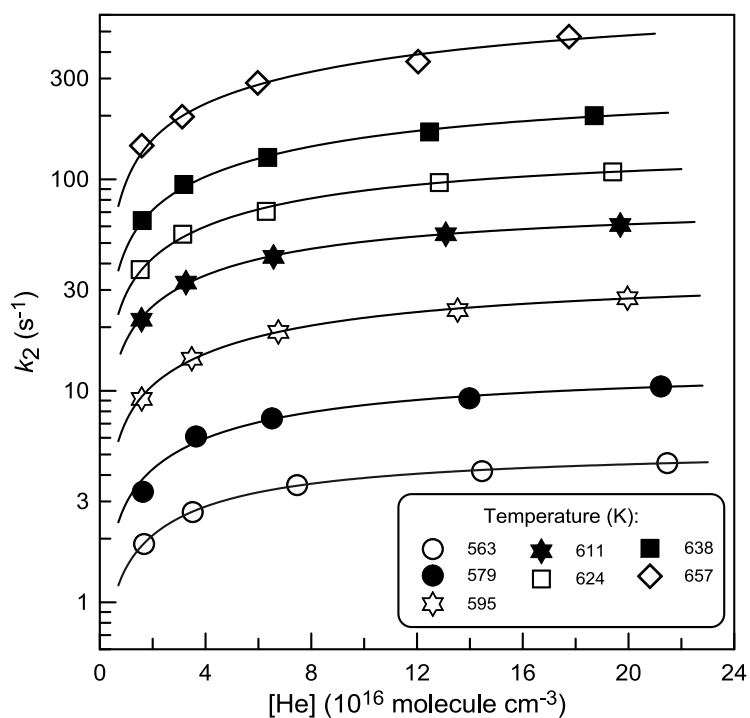 300
100
30
10
3
1
k₂ (s⁻¹)
Temperature (K):
563 611 638
579 624 657
595
0 4 8 12 16 20 24
[He] (10¹⁶ molecule cm⁻³)